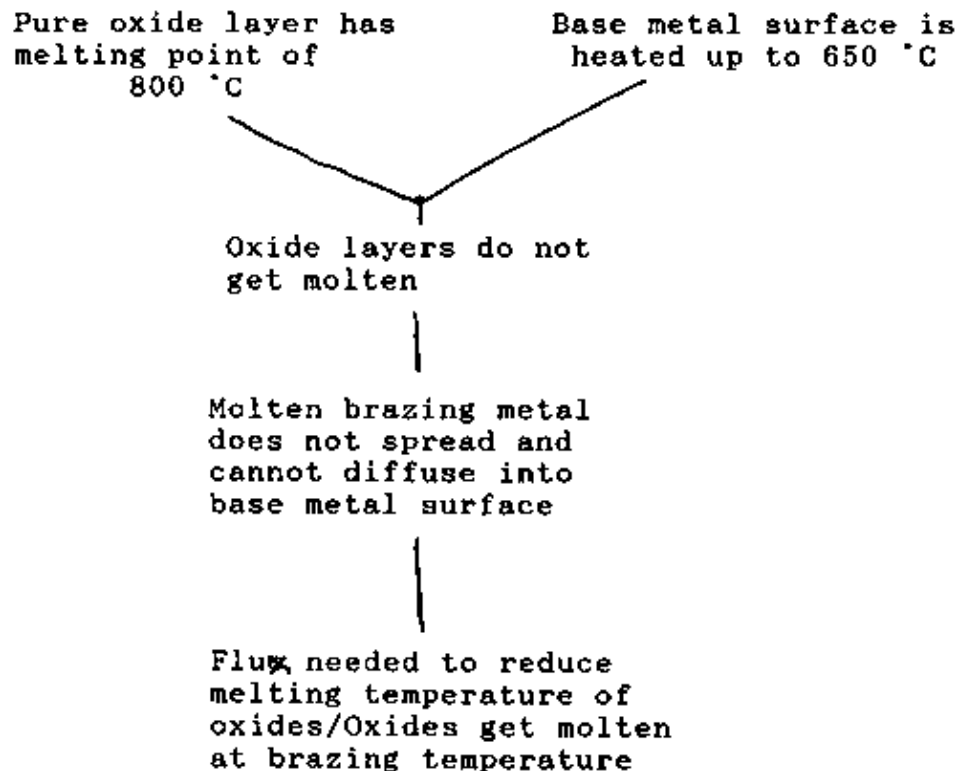 Pure oxide layer has
melting point of
800 °C
Base metal surface is
heated up to 650 °C
Oxide layers do not
get molten
Molten brazing metal
does not spread and
cannot diffuse into
base metal surface
Flux needed to reduce
melting temperature of
oxides/Oxides get molten
at brazing temperature